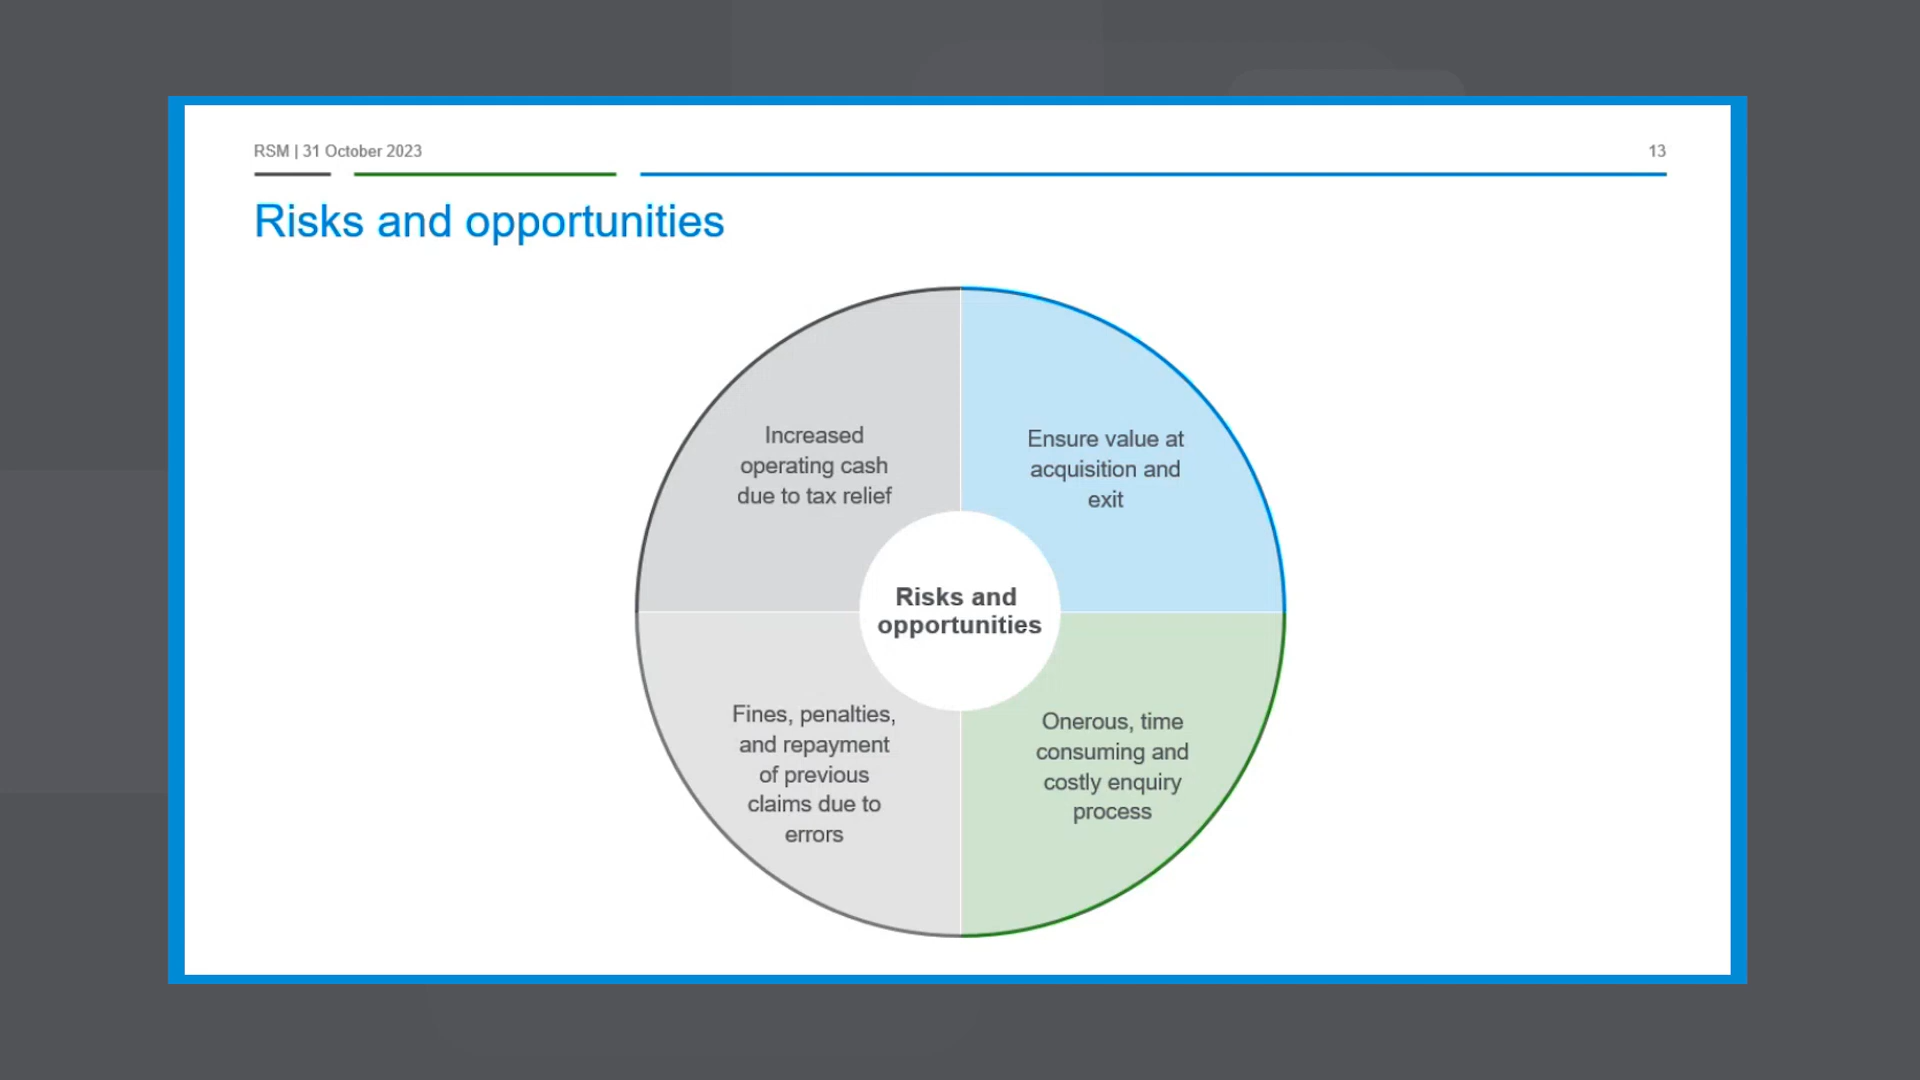 RSM | 31 October 2023
13
Risks and opportunities
Increased
operating cash
due to tax relief
Ensure value at
acquisition and
exit
Risks and
opportunities
Fines, penalties,
and repayment
of previous
claims due to
errors
Onerous, time
consuming and
costly enquiry
process